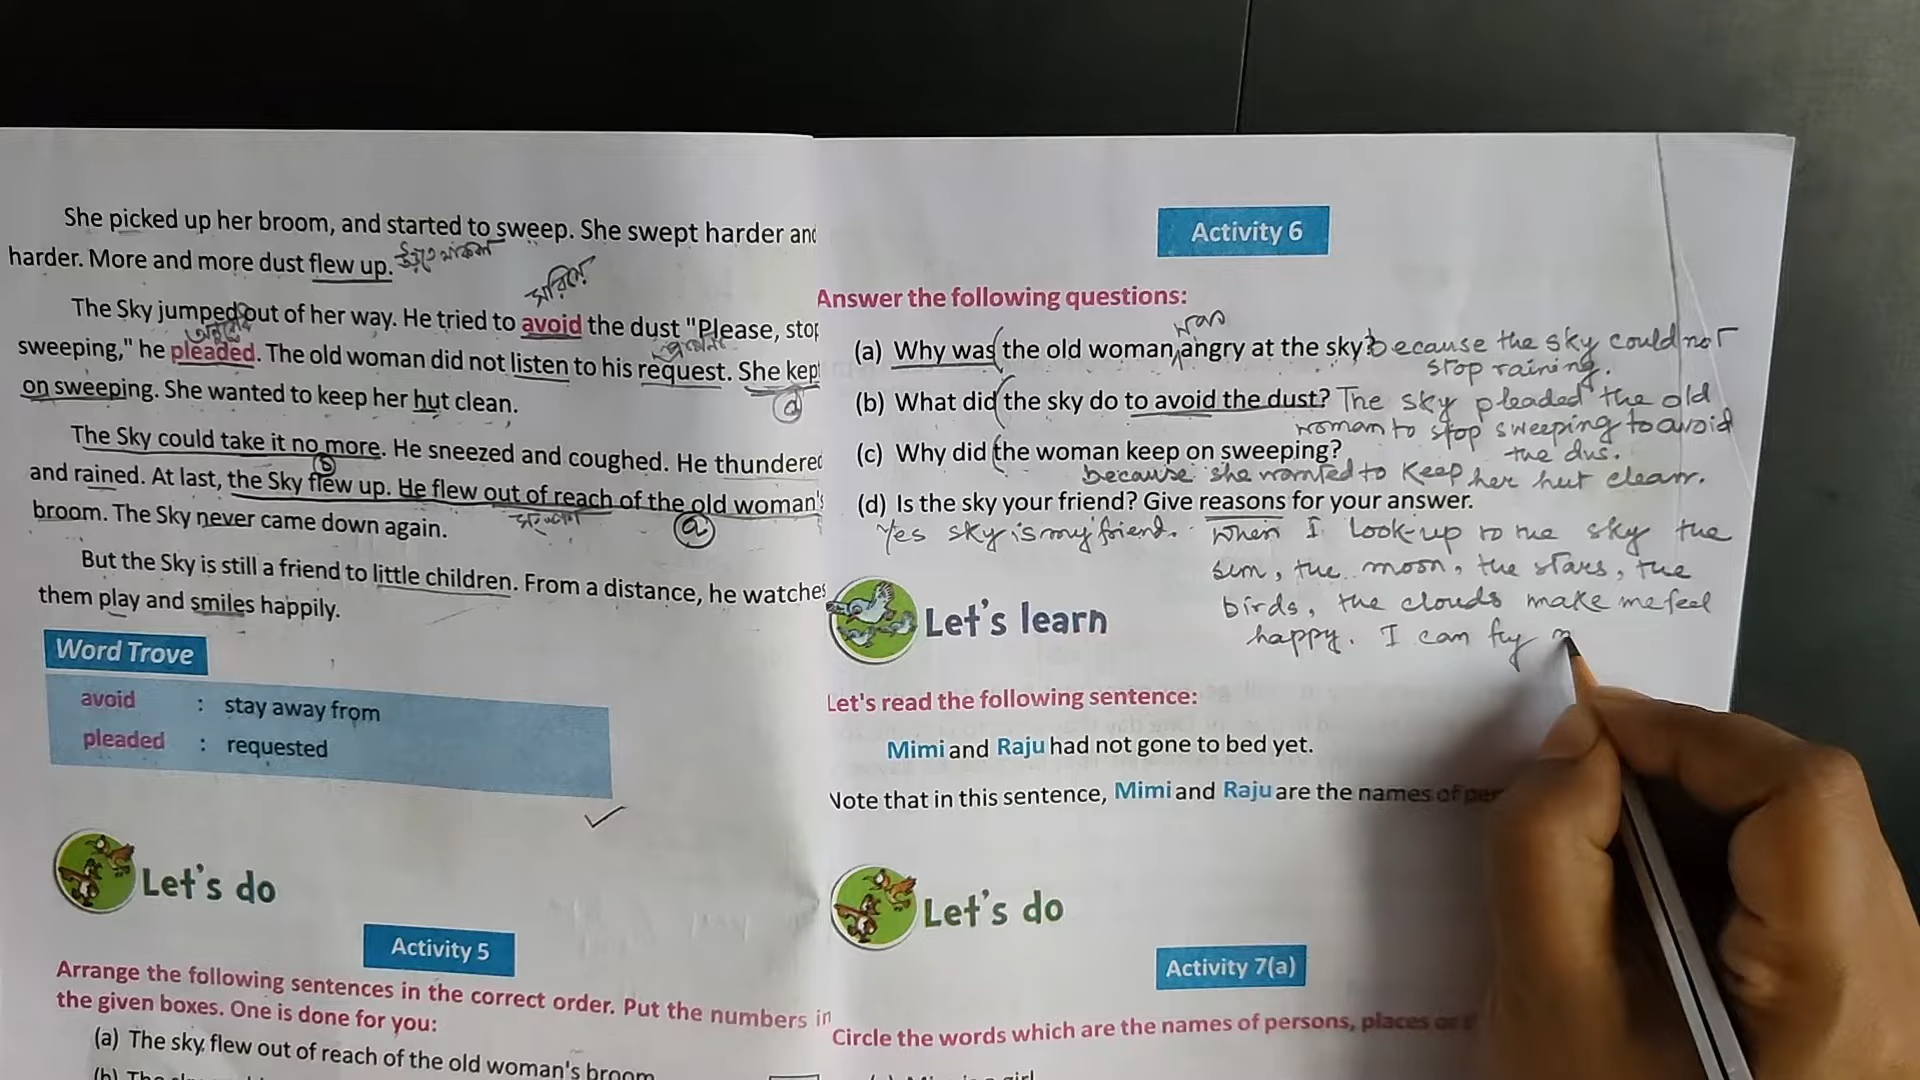 She picked up her broom, and started to sweep. She swept harder and
harder. More and more dust flew up.
The Sky jumped out of her way. He tried to avoid the dust "Please, stop
sweeping," he pleaded. The old woman did not listen to his request. She kept
on sweeping. She wanted to keep her hut clean.
d
The Sky could take it no more. He sneezed and coughed. He thundered
b
and rained. At last, the Sky flew up. He flew out of reach of the old woman's
broom. The Sky never came down again.
a
But the Sky is still a friend to little children. From a distance, he watches
them play and smiles happily.
Word Trove
avoid : stay away from
pleaded : requested
Let's do
Activity 5
Arrange the following sentences in the correct order. Put the numbers in
the given boxes. One is done for you:
(a) The sky flew out of reach of the old woman's broom
Activity 6
Answer the following questions:
was
(a) Why was the old woman angry at the sky? because the sky could not
stop raining.
(b) What did the sky do to avoid the dust? The sky pleaded the old
woman to stop sweeping to avoid
the dus.
(c) Why did the woman keep on sweeping?
because she wanted to keep her hut clean.
(d) Is the sky your friend? Give reasons for your answer.
Yes sky is my friend. When I look-up to the sky the
sun, the moon, the stars, the
birds, the clouds make me feel
happy. I can fly
Let's learn
Let's read the following sentence:
Mimi and Raju had not gone to bed yet.
Note that in this sentence, Mimi and Raju are the names of per
Let's do
Activity 7(a)
Circle the words which are the names of persons, places or